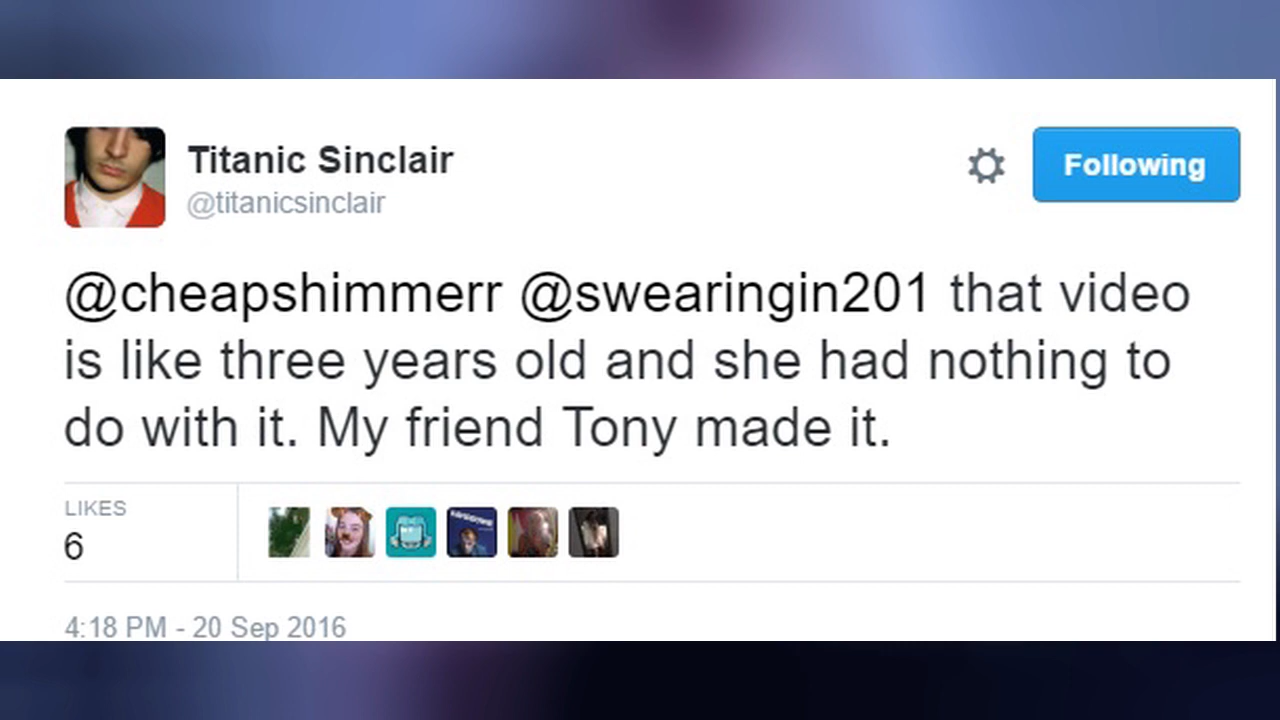 Titanic Sinclair
@titanicsinclair
Following
@cheapshimmerr @swearingin201 that video
is like three years old and she had nothing to
do with it. My friend Tony made it.
LIKES
6
4:18 PM - 20 Sep 2016